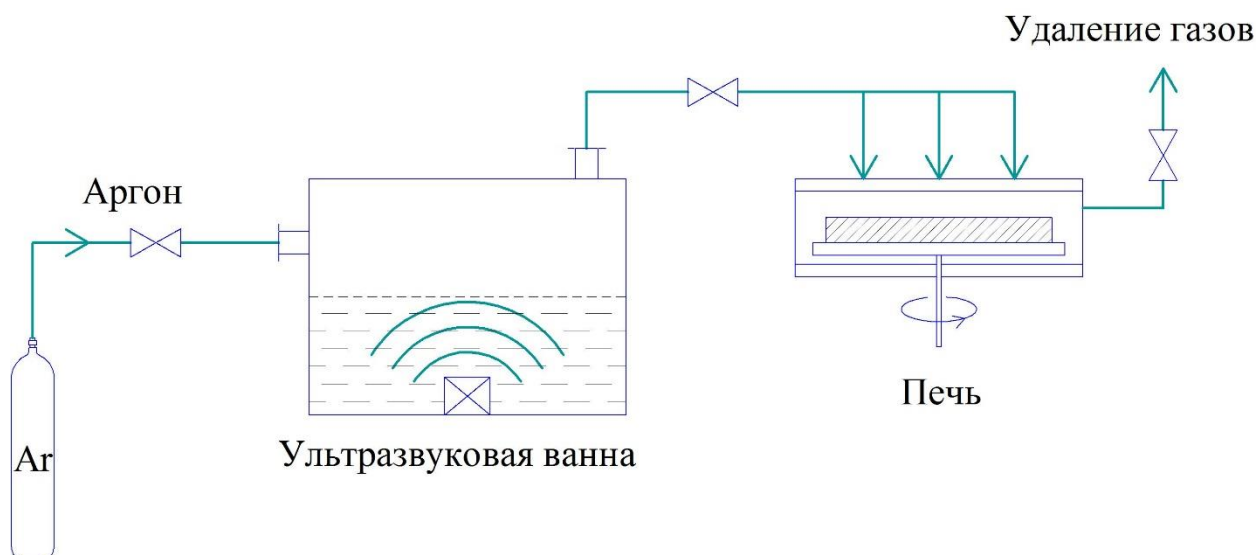 Удаление газов
Аргон
Печь
Ультразвуковая ванна
Ar